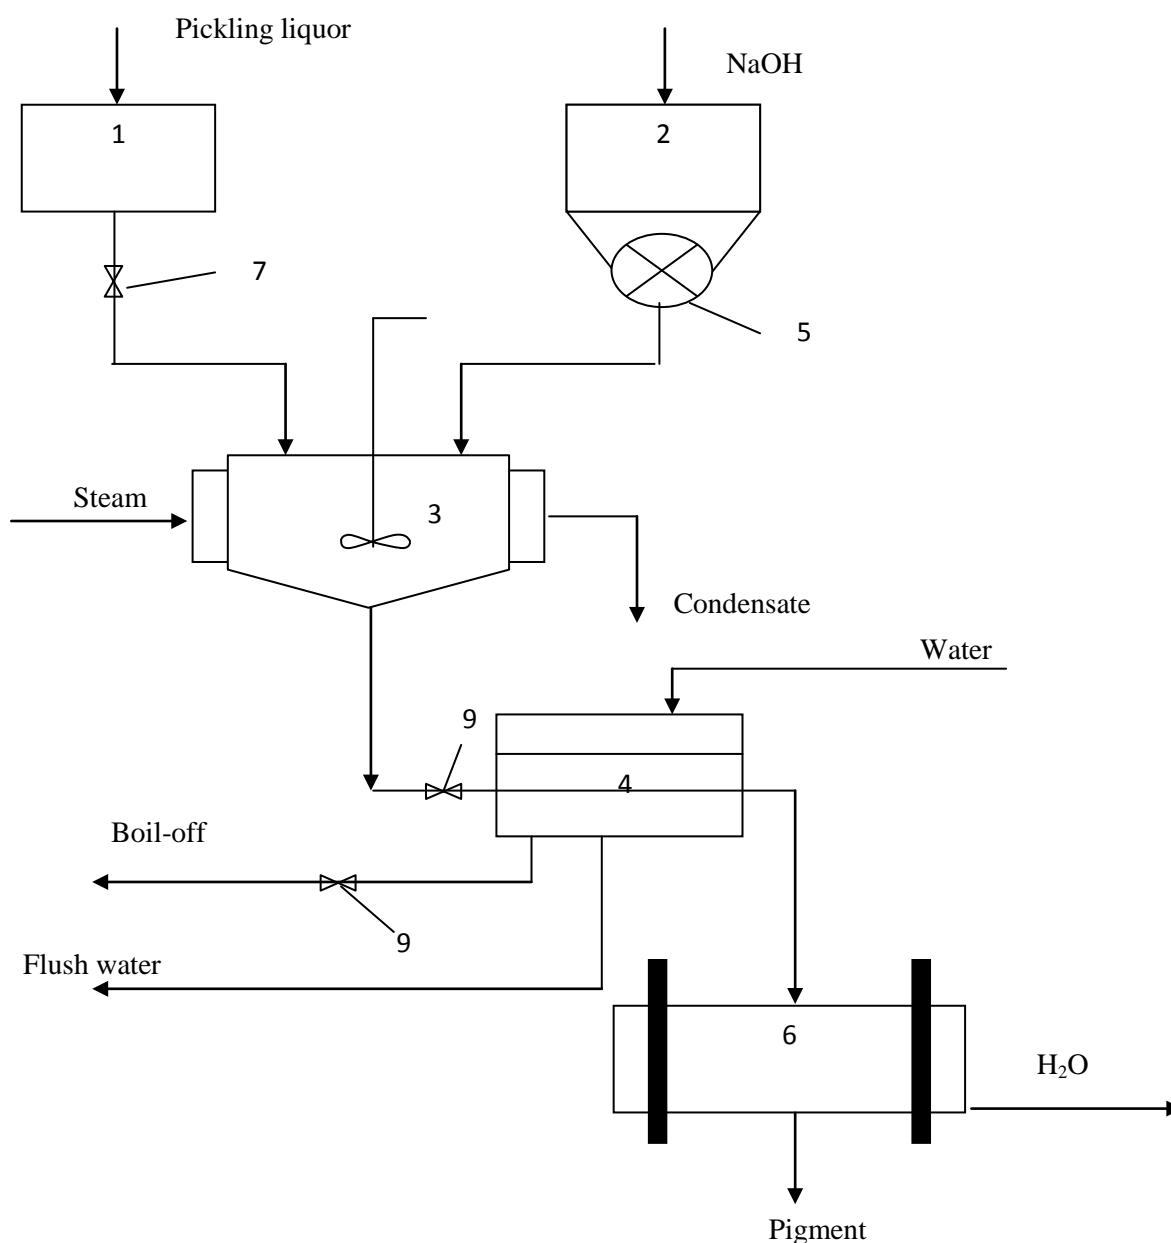 Pickling liquor
NaOH
1
2
7
5
Steam
3
Condensate
Water
9
4
Boil-off
9
Flush water
6
H₂O
Pigment